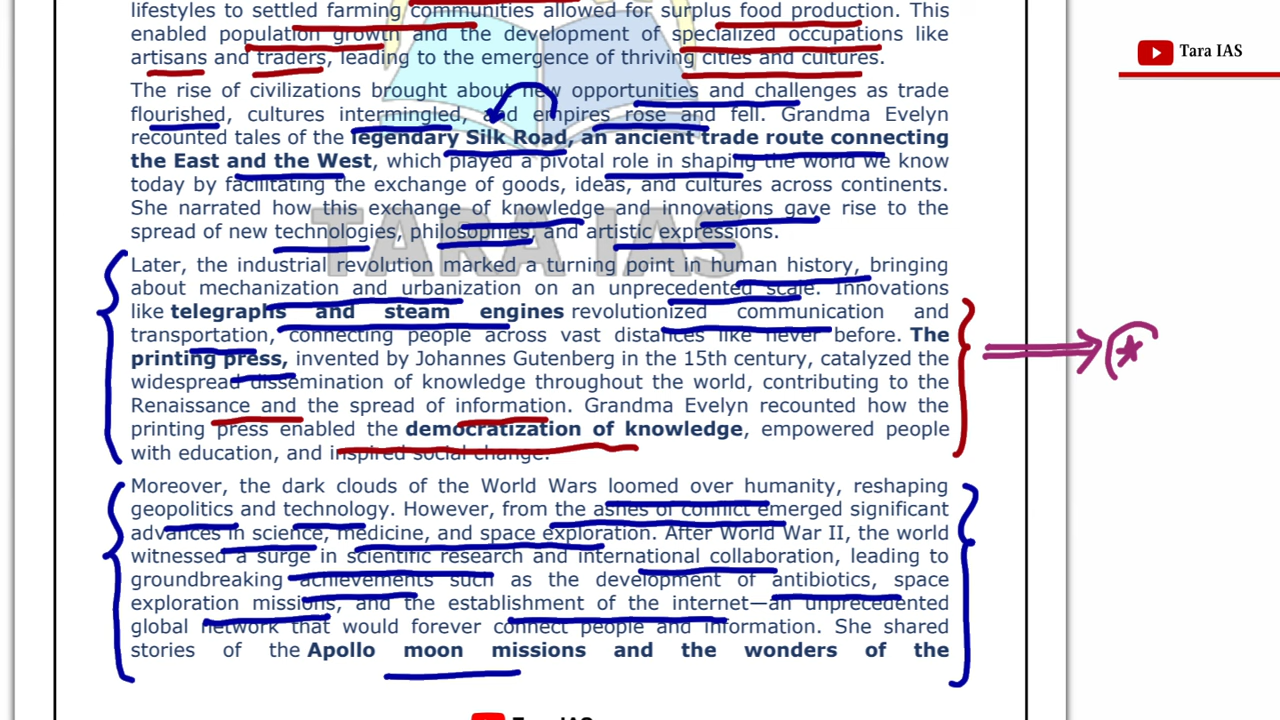 lifestyles to settled farming communities allowed for surplus food production. This
enabled population growth and the development of specialized occupations like
artisans and traders, leading to the emergence of thriving cities and cultures.
The rise of civilizations brought about new opportunities and challenges as trade
flourished, cultures intermingled, and empires rose and fell. Grandma Evelyn
recounted tales of the legendary Silk Road, an ancient trade route connecting
the East and the West, which played a pivotal role in shaping the world we know
today by facilitating the exchange of goods, ideas, and cultures across continents.
She narrated how this exchange of knowledge and innovations gave rise to the
spread of new technologies, philosophies, and artistic expressions.
Later, the industrial revolution marked a turning point in human history, bringing
about mechanization and urbanization on an unprecedented scale. Innovations
like telegraphs and steam engines revolutionized communication and
transportation, connecting people across vast distances like never before. The
printing press, invented by Johannes Gutenberg in the 15th century, catalyzed the
widespread dissemination of knowledge throughout the world, contributing to the
Renaissance and the spread of information. Grandma Evelyn recounted how the
printing press enabled the democratization of knowledge, empowered people
with education, and inspired social change.
Moreover, the dark clouds of the World Wars loomed over humanity, reshaping
geopolitics and technology. However, from the ashes of conflict emerged significant
advances in science, medicine, and space exploration. After World War II, the world
witnessed a surge in scientific research and international collaboration, leading to
groundbreaking achievements such as the development of antibiotics, space
exploration missions, and the establishment of the internet—an unprecedented
global network that would forever connect people and information. She shared
stories of the Apollo moon missions and the wonders of the
TARA IAS
Tara IAS
Tara IAS